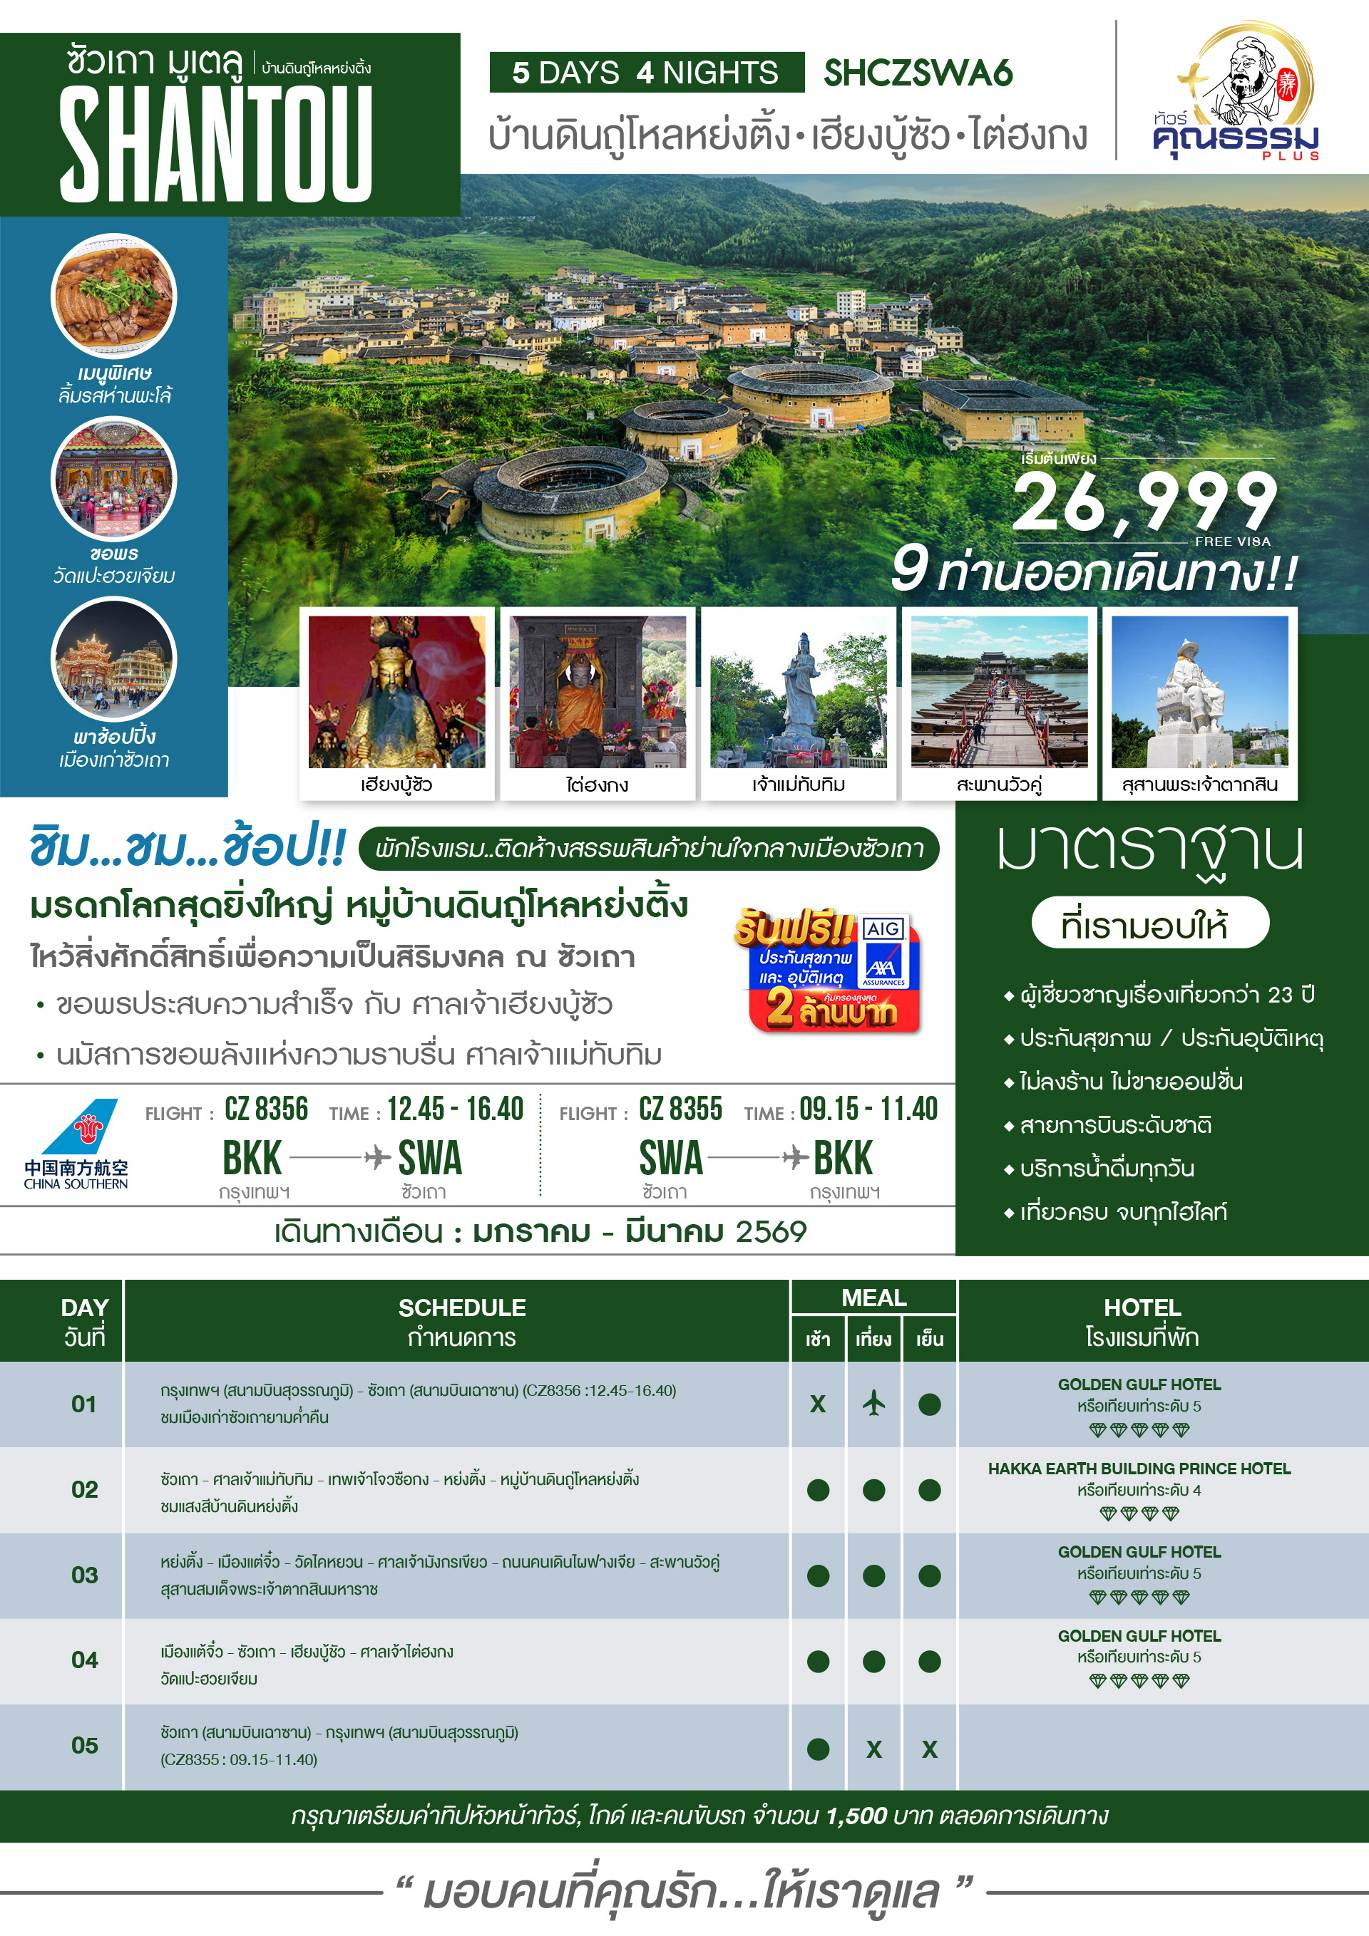 ซัวเถา มูเตลู | บ้านดินถู่โหลหย่งติ้ง
SHANTOU
5 DAYS 4 NIGHTS SHCZSWA6
บ้านดินถู่โหลหย่งติ้ง • เฮียงบู้ซัว • ไต่ฮงกง
ทัวร์
คุณธรรม
PLUS
เมนูพิเศษ
ลิ้มรสห่านพะโล้
ขอพร
วัดแปะฮวยเจียม
พาช้อปปิ้ง
เมืองเก่าซัวเถา
เริ่มต้นเพียง
26,999
FREE VISA
9 ท่านออกเดินทาง!!
เฮียงบู้ซัว
ไต่ฮงกง
เจ้าแม่ทับทิม
สะพานวัวคู่
สุสานพระเจ้าตากสิน
ชิม...ชม...ช้อป!! พักโรงแรม..ติดห้างสรรพสินค้าย่านใจกลางเมืองซัวเถา
มรดกโลกสุดยิ่งใหญ่ หมู่บ้านดินถู่โหลหย่งติ้ง
ไหว้สิ่งศักดิ์สิทธิ์เพื่อความเป็นสิริมงคล ณ ซัวเถา
• ขอพรประสบความสำเร็จ กับ ศาลเจ้าเฮียงบู้ซัว
• นมัสการขอพลังแห่งความราบรื่น ศาลเจ้าแม่ทับทิม
รับฟรี!!
ประกันสุขภาพ
และ อุบัติเหตุ
คุ้มครองสูงสุด
2 ล้านบาท
AIG
AXA
ASSURANCES
มาตราฐาน
ที่เรามอบให้
◆ ผู้เชี่ยวชาญเรื่องเที่ยวกว่า 23 ปี
◆ ประกันสุขภาพ / ประกันอุบัติเหตุ
◆ ไม่ลงร้าน ไม่ขายออฟชั่น
◆ สายการบินระดับชาติ
◆ บริการน้ำดื่มทุกวัน
◆ เที่ยวครบ จบทุกไฮไลท์
中国南方航空
CHINA SOUTHERN
FLIGHT : CZ 8356 TIME : 12.45 - 16.40
BKK SWA
กรุงเทพฯ ซัวเถา
FLIGHT : CZ 8355 TIME : 09.15 - 11.40
SWA BKK
ซัวเถา กรุงเทพฯ
เดินทางเดือน : มกราคม - มีนาคม 2569
DAY SCHEDULE MEAL HOTEL
วันที่ กำหนดการ เช้า เที่ยง เย็น โรงแรมที่พัก
01
กรุงเทพฯ (สนามบินสุวรรณภูมิ) - ซัวเถา (สนามบินเฉาซาน) (CZ8356 :12.45-16.40)
ชมเมืองเก่าซัวเถายามค่ำคืน
X
GOLDEN GULF HOTEL
หรือเทียบเท่าระดับ 5
02
ซัวเถา - ศาลเจ้าแม่ทับทิม - เทพเจ้าโจวซือกง - หย่งติ้ง - หมู่บ้านดินถู่โหลหย่งติ้ง
ชมแสงสีบ้านดินหย่งติ้ง
HAKKA EARTH BUILDING PRINCE HOTEL
หรือเทียบเท่าระดับ 4
03
หย่งติ้ง - เมืองแต่จิ๋ว - วัดไคหยวน - ศาลเจ้ามังกรเขียว - ถนนคนเดินไผฟางเจีย - สะพานวัวคู่
สุสานสมเด็จพระเจ้าตากสินมหาราช
GOLDEN GULF HOTEL
หรือเทียบเท่าระดับ 5
04
เมืองแต้จิ๋ว - ซัวเถา - เฮียงบู้ซัว - ศาลเจ้าไต่ฮงกง
วัดแปะฮวยเจียม
GOLDEN GULF HOTEL
หรือเทียบเท่าระดับ 5
05
ซัวเถา (สนามบินเฉาซาน) - กรุงเทพฯ (สนามบินสุวรรณภูมิ)
(CZ8355 : 09.15-11.40)
X X
กรุณาเตรียมค่าทิปหัวหน้าทัวร์, ไกด์ และคนขับรถ จำนวน 1,500 บาท ตลอดการเดินทาง
“ มอบคนที่คุณรัก...ให้เราดูแล ”